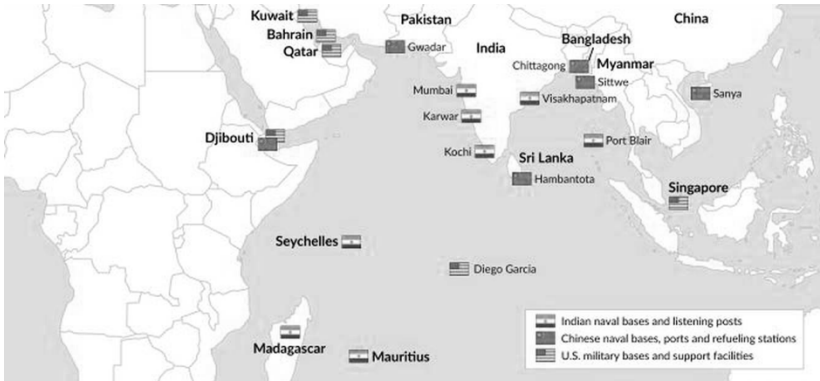 Kuwait
Bahrain
Qatar
Pakistan
Gwadar
India
China
Bangladesh
Chittagong
Myanmar
Sittwe
Mumbai
Visakhapatnam
Sanya
Karwar
Djibouti
Port Blair
Kochi
Sri Lanka
Hambantota
Singapore
Seychelles
Diego Garcia
Madagascar
Mauritius
Indian naval bases and listening posts
Chinese naval bases, ports and refueling stations
U.S. military bases and support facilities